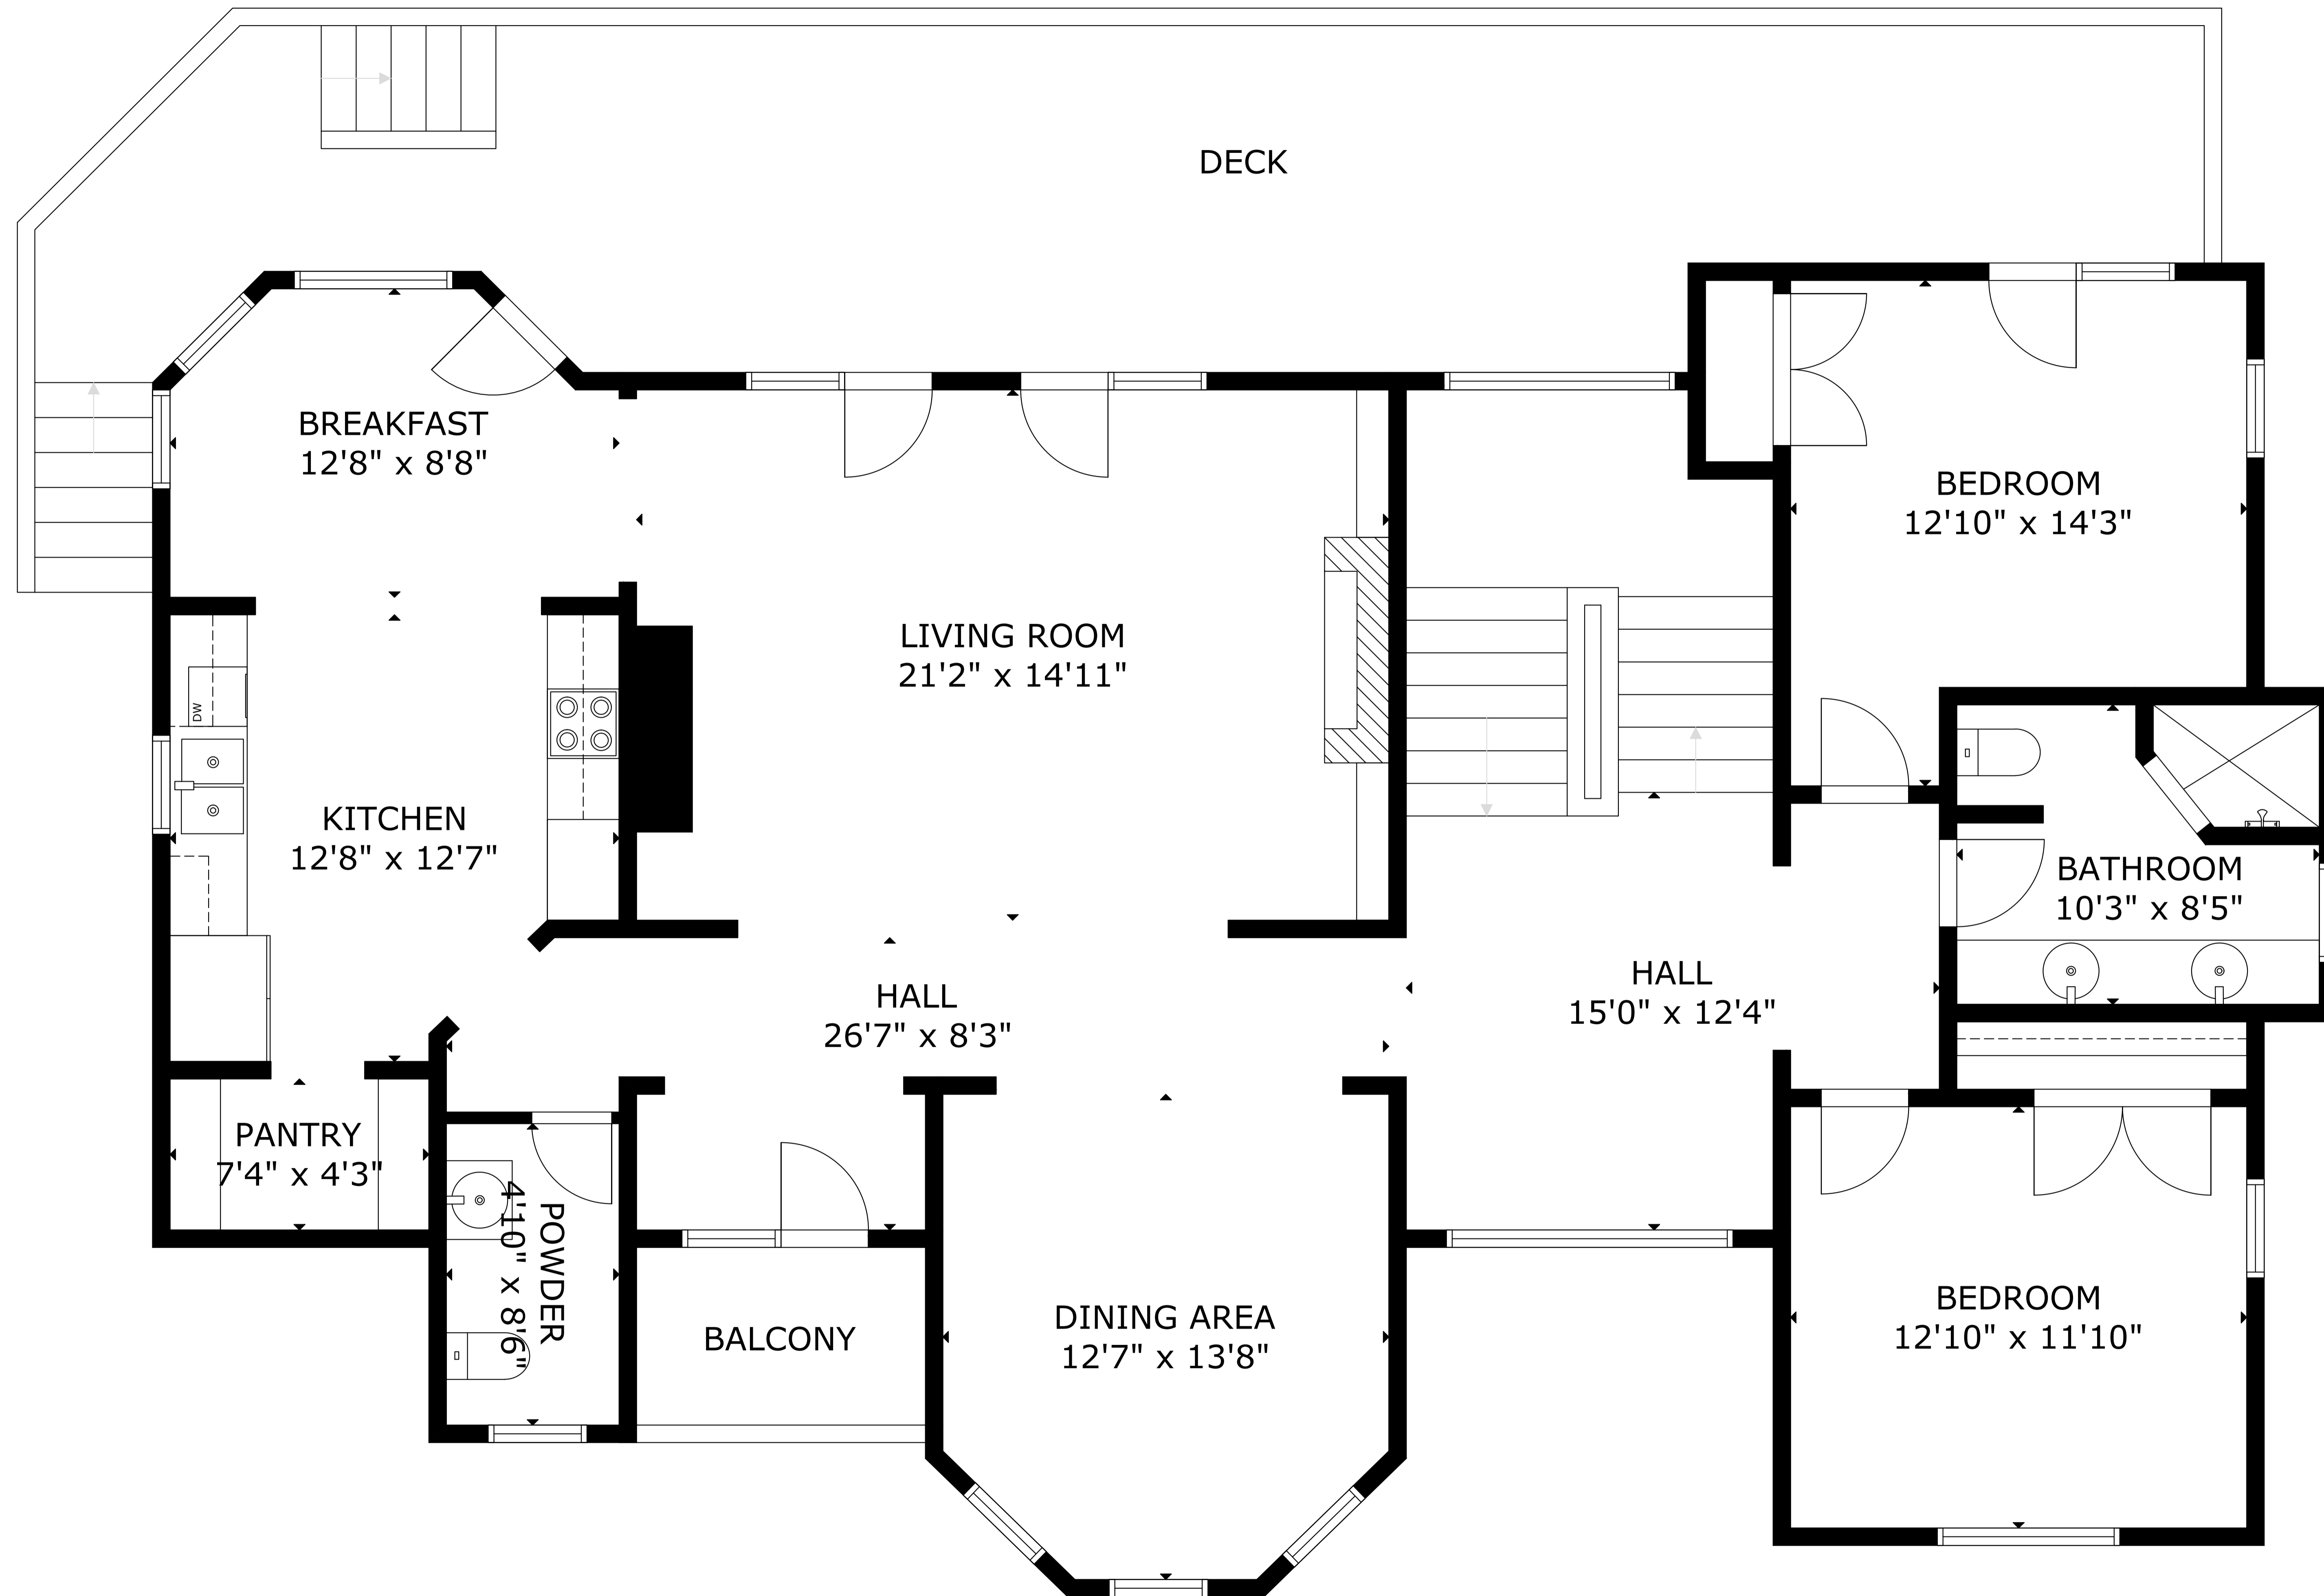 DECK
BREAKFAST
12'8" x 8'8"
BEDROOM
12'10" x 14'3"
LIVING ROOM
21'2" x 14'11"
DW
KITCHEN
12'8" x 12'7"
BATHROOM
10'3" x 8'5"
HALL
26'7" x 8'3"
HALL
15'0" x 12'4"
PANTRY
7'4" x 4'3"
POWDER
4'10" x 8'6"
BALCONY
DINING AREA
12'7" x 13'8"
BEDROOM
12'10" x 11'10"